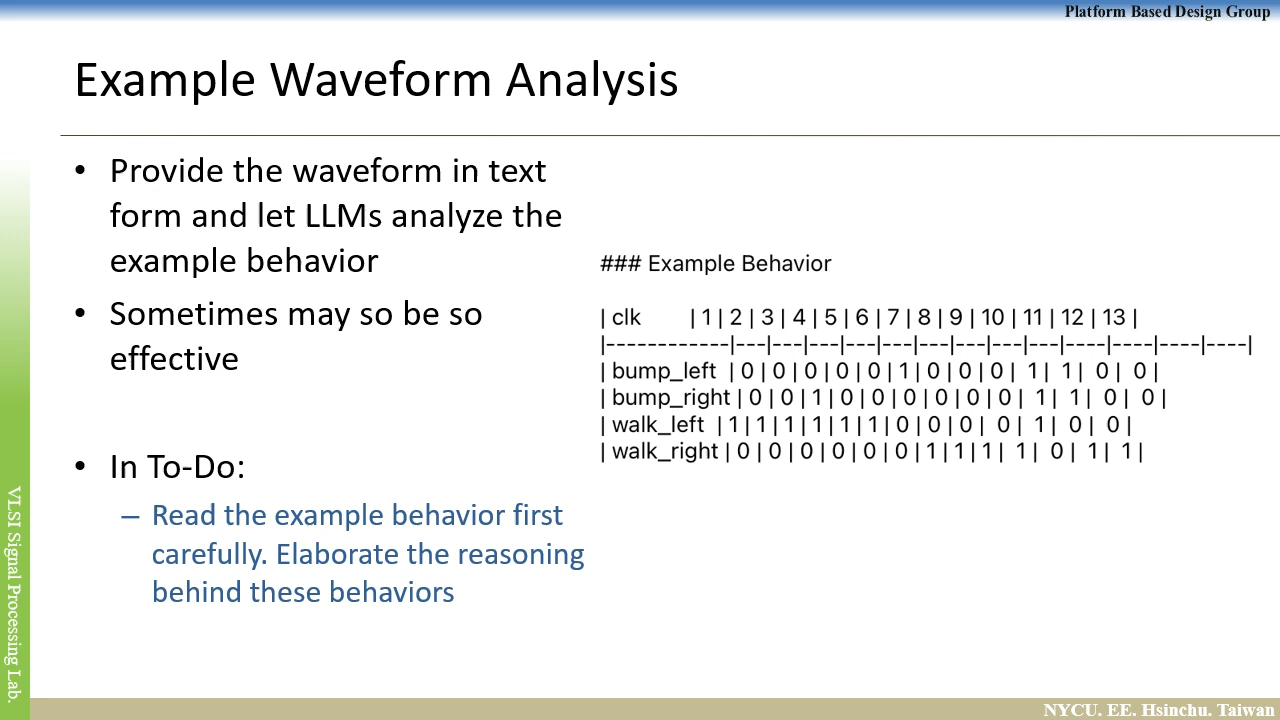 Platform Based Design Group
Example Waveform Analysis
• Provide the waveform in text
form and let LLMs analyze the
example behavior
• Sometimes may so be so
effective
• In To-Do:
– Read the example behavior first
carefully. Elaborate the reasoning
behind these behaviors
### Example Behavior
| clk | 1 | 2 | 3 | 4 | 5 | 6 | 7 | 8 | 9 | 10 | 11 | 12 | 13 |
|------------|---|---|---|---|---|---|---|---|---|----|----|----|----|
| bump_left | 0 | 0 | 0 | 0 | 0 | 1 | 0 | 0 | 0 | 1 | 1 | 0 | 0 |
| bump_right | 0 | 0 | 1 | 0 | 0 | 0 | 0 | 0 | 0 | 1 | 1 | 0 | 0 |
| walk_left | 1 | 1 | 1 | 1 | 1 | 1 | 0 | 0 | 0 | 0 | 1 | 0 | 0 |
| walk_right | 0 | 0 | 0 | 0 | 0 | 0 | 1 | 1 | 1 | 1 | 0 | 1 | 1 |
VLSI Signal Processing Lab.
NYCU. EE. Hsinchu. Taiwan